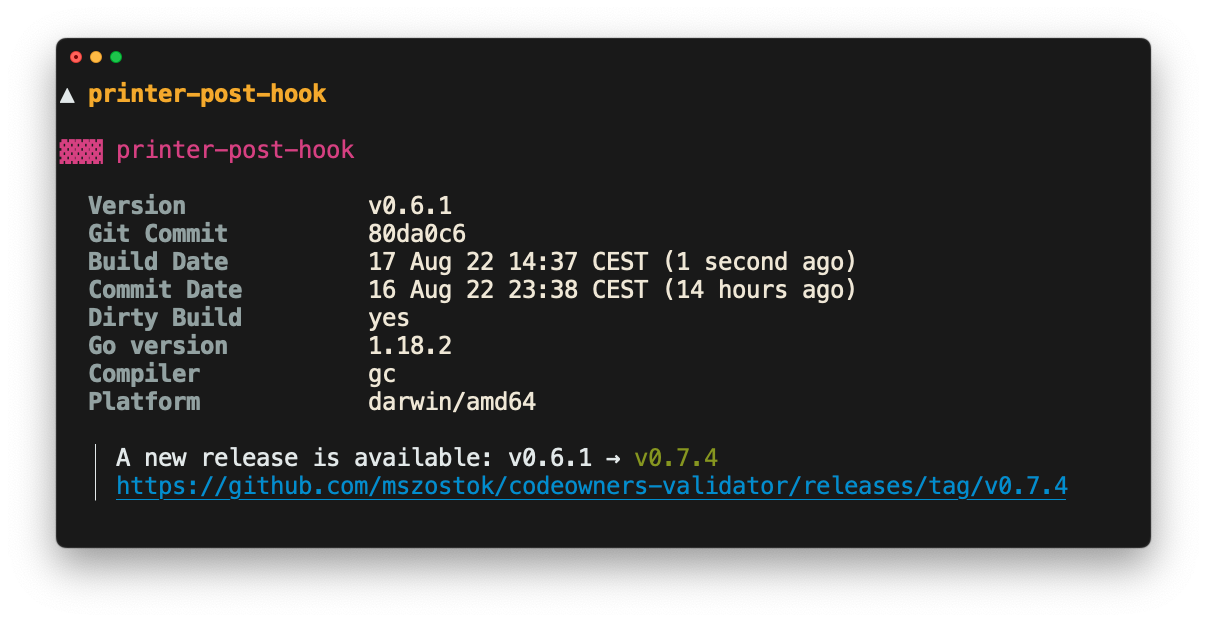 ▲ printer-post-hook
▓▓▓ printer-post-hook
Version v0.6.1
Git Commit 80da0c6
Build Date 17 Aug 22 14:37 CEST (1 second ago)
Commit Date 16 Aug 22 23:38 CEST (14 hours ago)
Dirty Build yes
Go version 1.18.2
Compiler gc
Platform darwin/amd64
A new release is available: v0.6.1 → v0.7.4
https://github.com/mszostok/codeowners-validator/releases/tag/v0.7.4